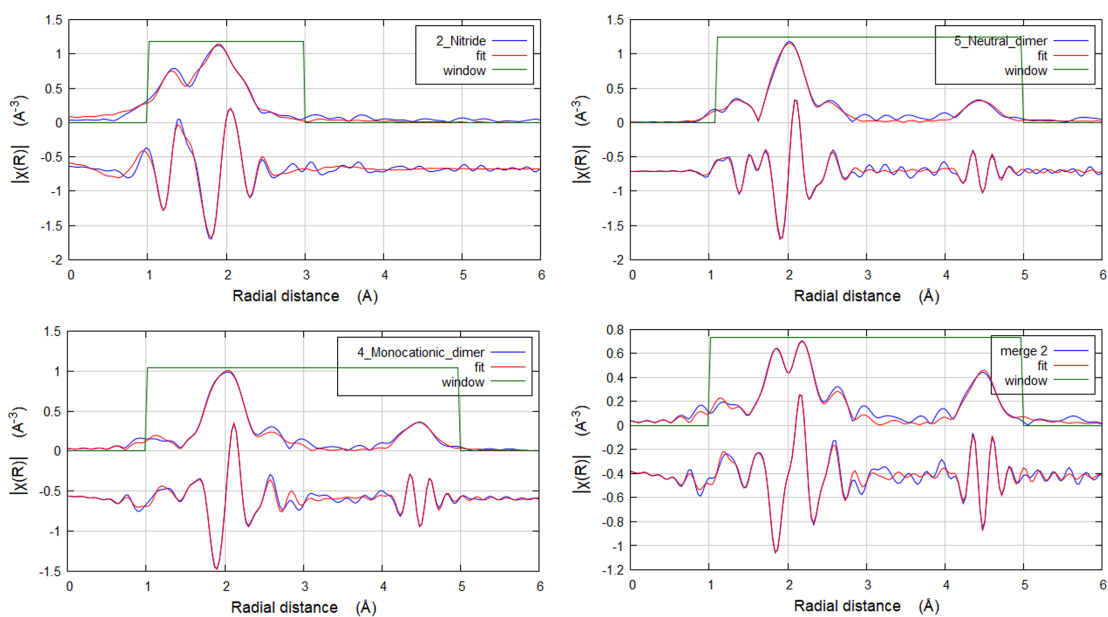 2_Nitride
fit
window
1.5
1
0.5
0
-0.5
-1
-1.5
-2
|χ(R)| (A-3)
0 1 2 3 4 5 6
Radial distance (Å)
5_Neutral_dimer
fit
window
1.5
1
0.5
0
-0.5
-1
-1.5
-2
|χ(R)| (A-3)
0 1 2 3 4 5 6
Radial distance (Å)
4_Monocationic_dimer
fit
window
1.5
1
0.5
0
-0.5
-1
-1.5
|χ(R)| (A-3)
0 1 2 3 4 5 6
Radial distance (Å)
merge 2
fit
window
0.8
0.6
0.4
0.2
0
-0.2
-0.4
-0.6
-0.8
-1
-1.2
|χ(R)| (A-3)
0 1 2 3 4 5 6
Radial distance (Å)